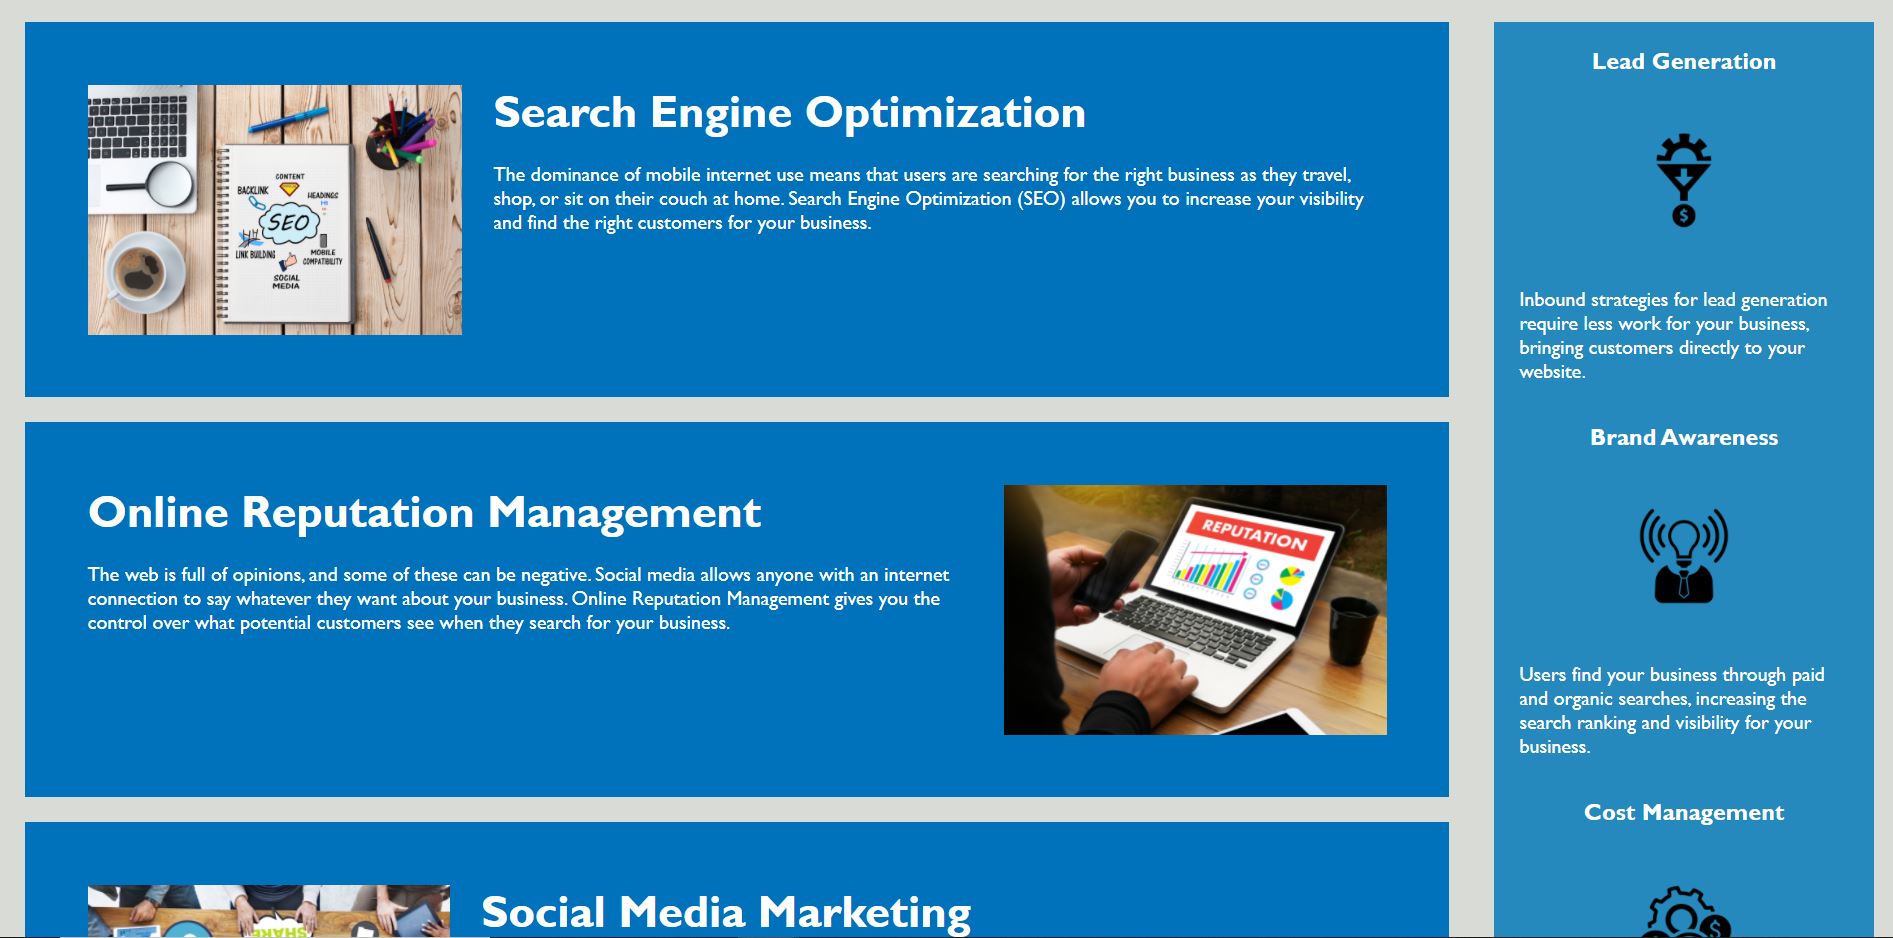 Search Engine Optimization
The dominance of mobile internet use means that users are searching for the right business as they travel,
shop, or sit on their couch at home. Search Engine Optimization (SEO) allows you to increase your visibility
and find the right customers for your business.
CONTENT
BACKLINK
HEADINGS
H1
SEO
LINK BUILDING
MOBILE
COMPATIBILITY
SOCIAL
MEDIA
Online Reputation Management
The web is full of opinions, and some of these can be negative. Social media allows anyone with an internet
connection to say whatever they want about your business. Online Reputation Management gives you the
control over what potential customers see when they search for your business.
REPUTATION
Social Media Marketing
SHARE
Lead Generation
$
Inbound strategies for lead generation
require less work for your business,
bringing customers directly to your
website.
Brand Awareness
Users find your business through paid
and organic searches, increasing the
search ranking and visibility for your
business.
Cost Management
$